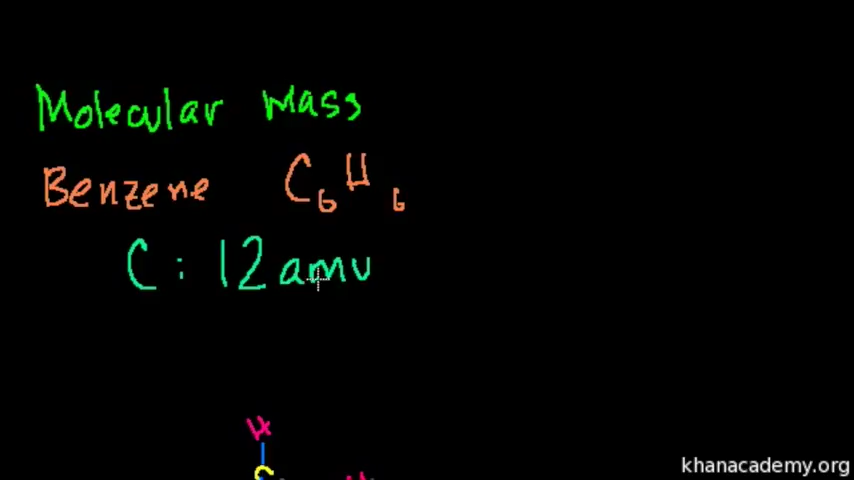 Molecular Mass
Benzene C₆H₆
C : 12 amu
H
C
H
khanacademy.org